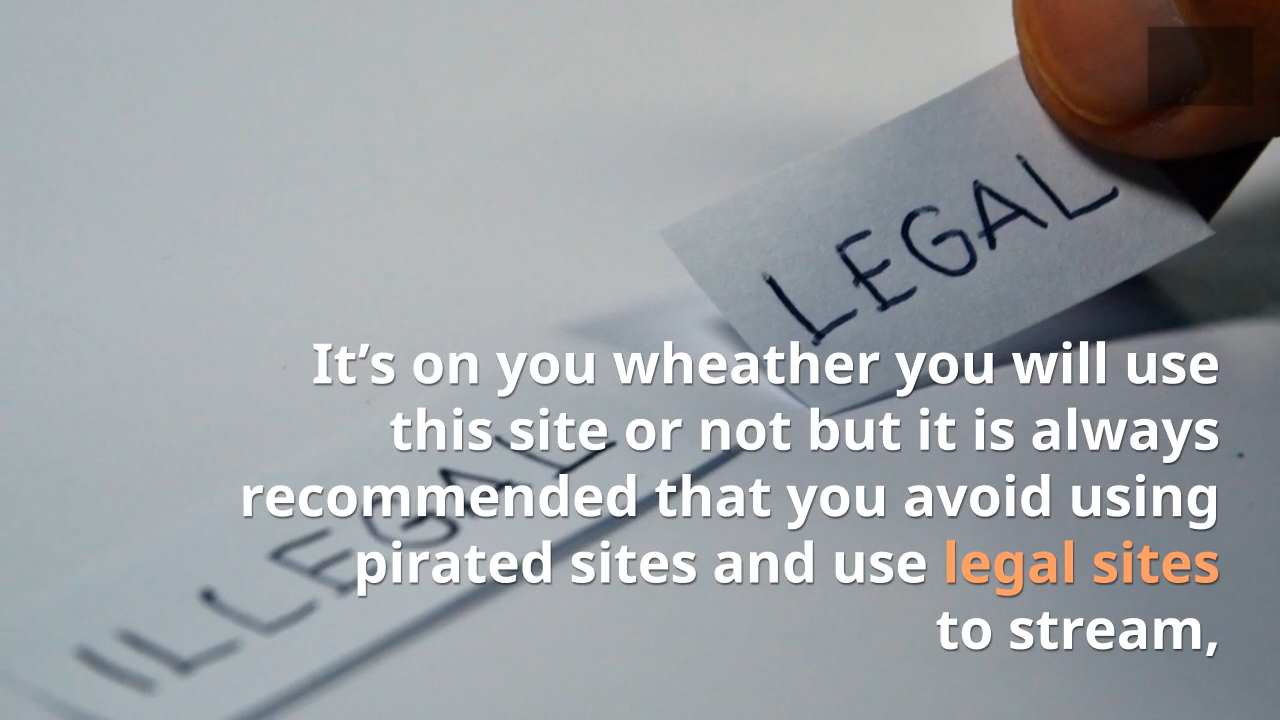 LEGAL
It’s on you wheather you will use
this site or not but it is always
recommended that you avoid using
pirated sites and use legal sites
to stream,
ILLEGAL